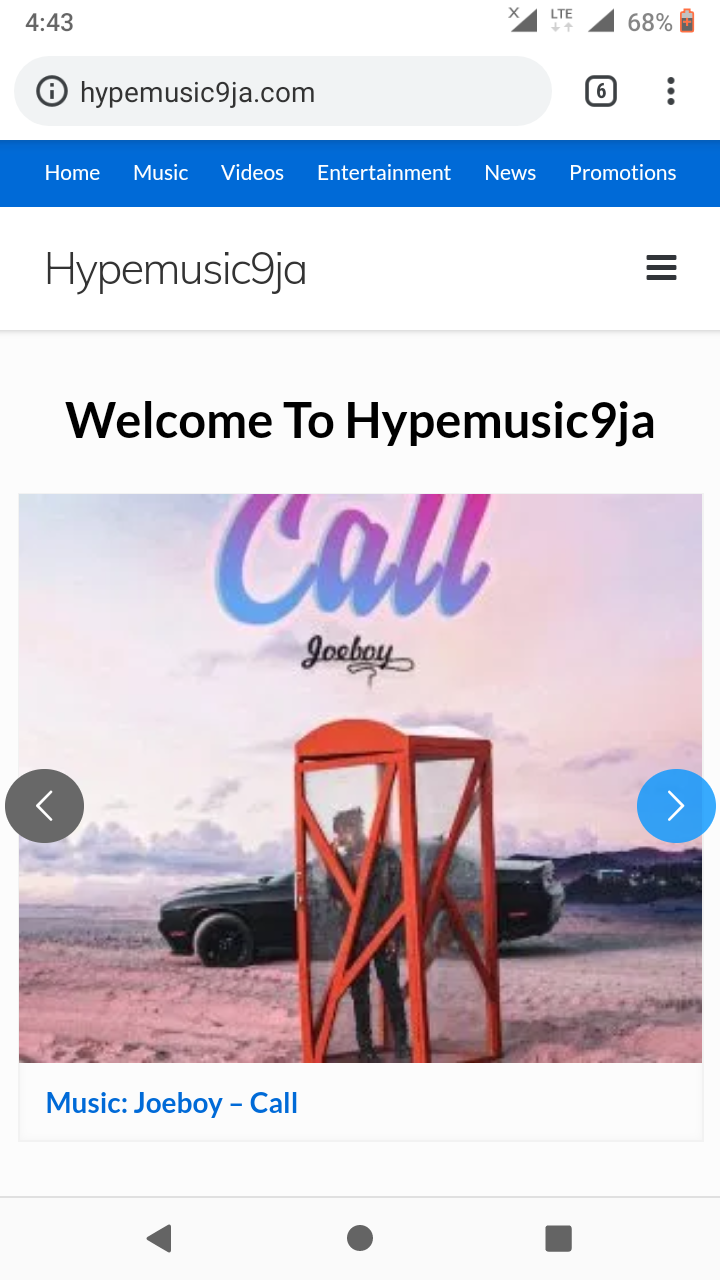 4:43
X LTE 68%
hypemusic9ja.com
6
Home Music Videos Entertainment News Promotions
Hypemusic9ja
Welcome To Hypemusic9ja
Call
Joeboy
Music: Joeboy – Call